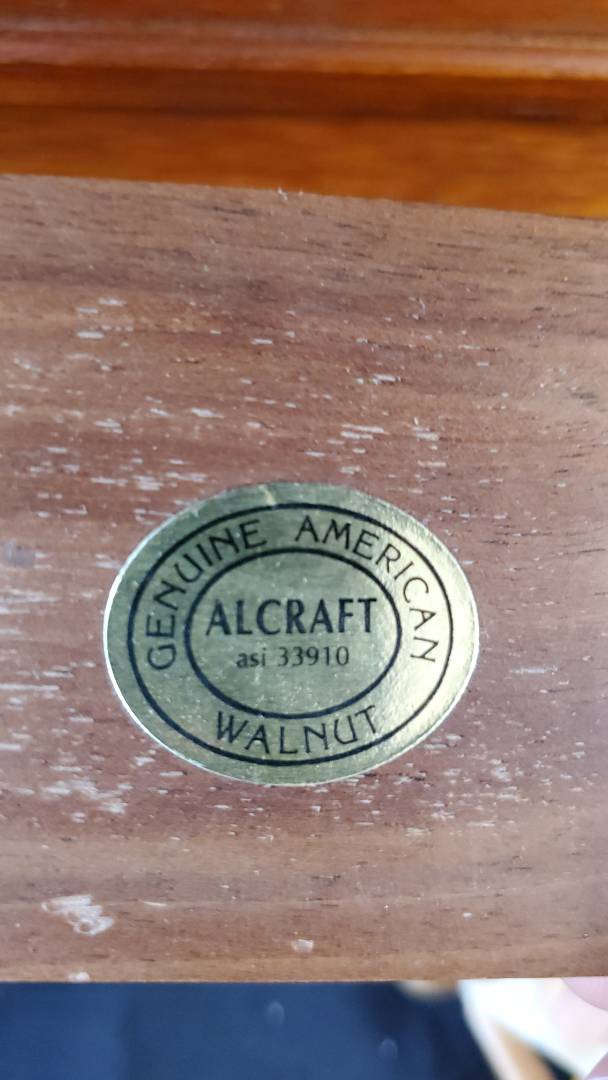 GENUINE AMERICAN
ALCRAFT
asi 33910
WALNUT